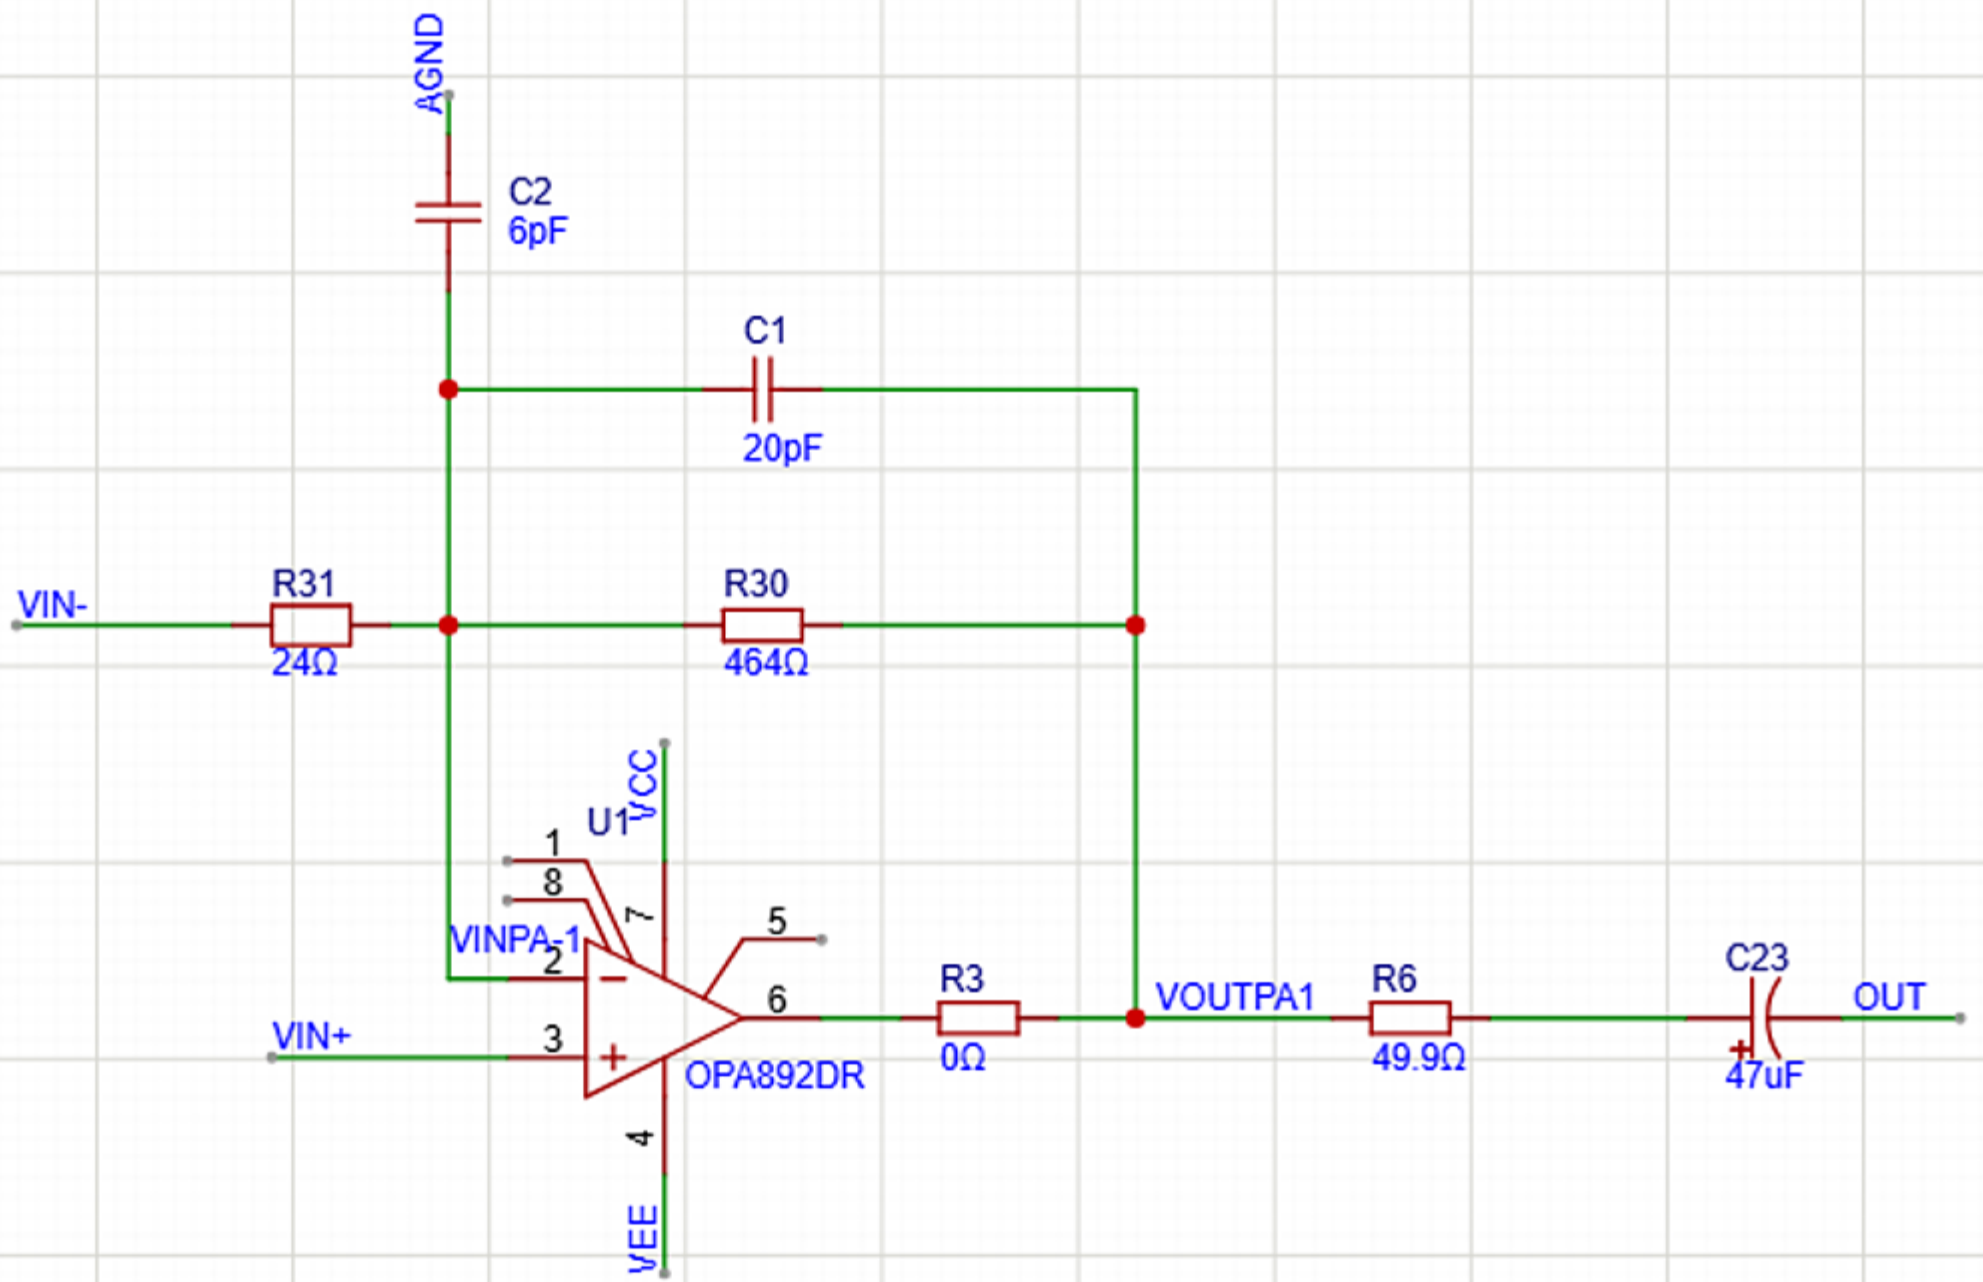 AGND
C2
6pF
C1
20pF
VIN-
R31
24Ω
R30
464Ω
VCC
U1
1
8
7
VINPA-1
2
5
6
3
VIN+
4
OPA892DR
VEE
R3
0Ω
VOUTPA1
R6
49.9Ω
C23
+
47uF
OUT